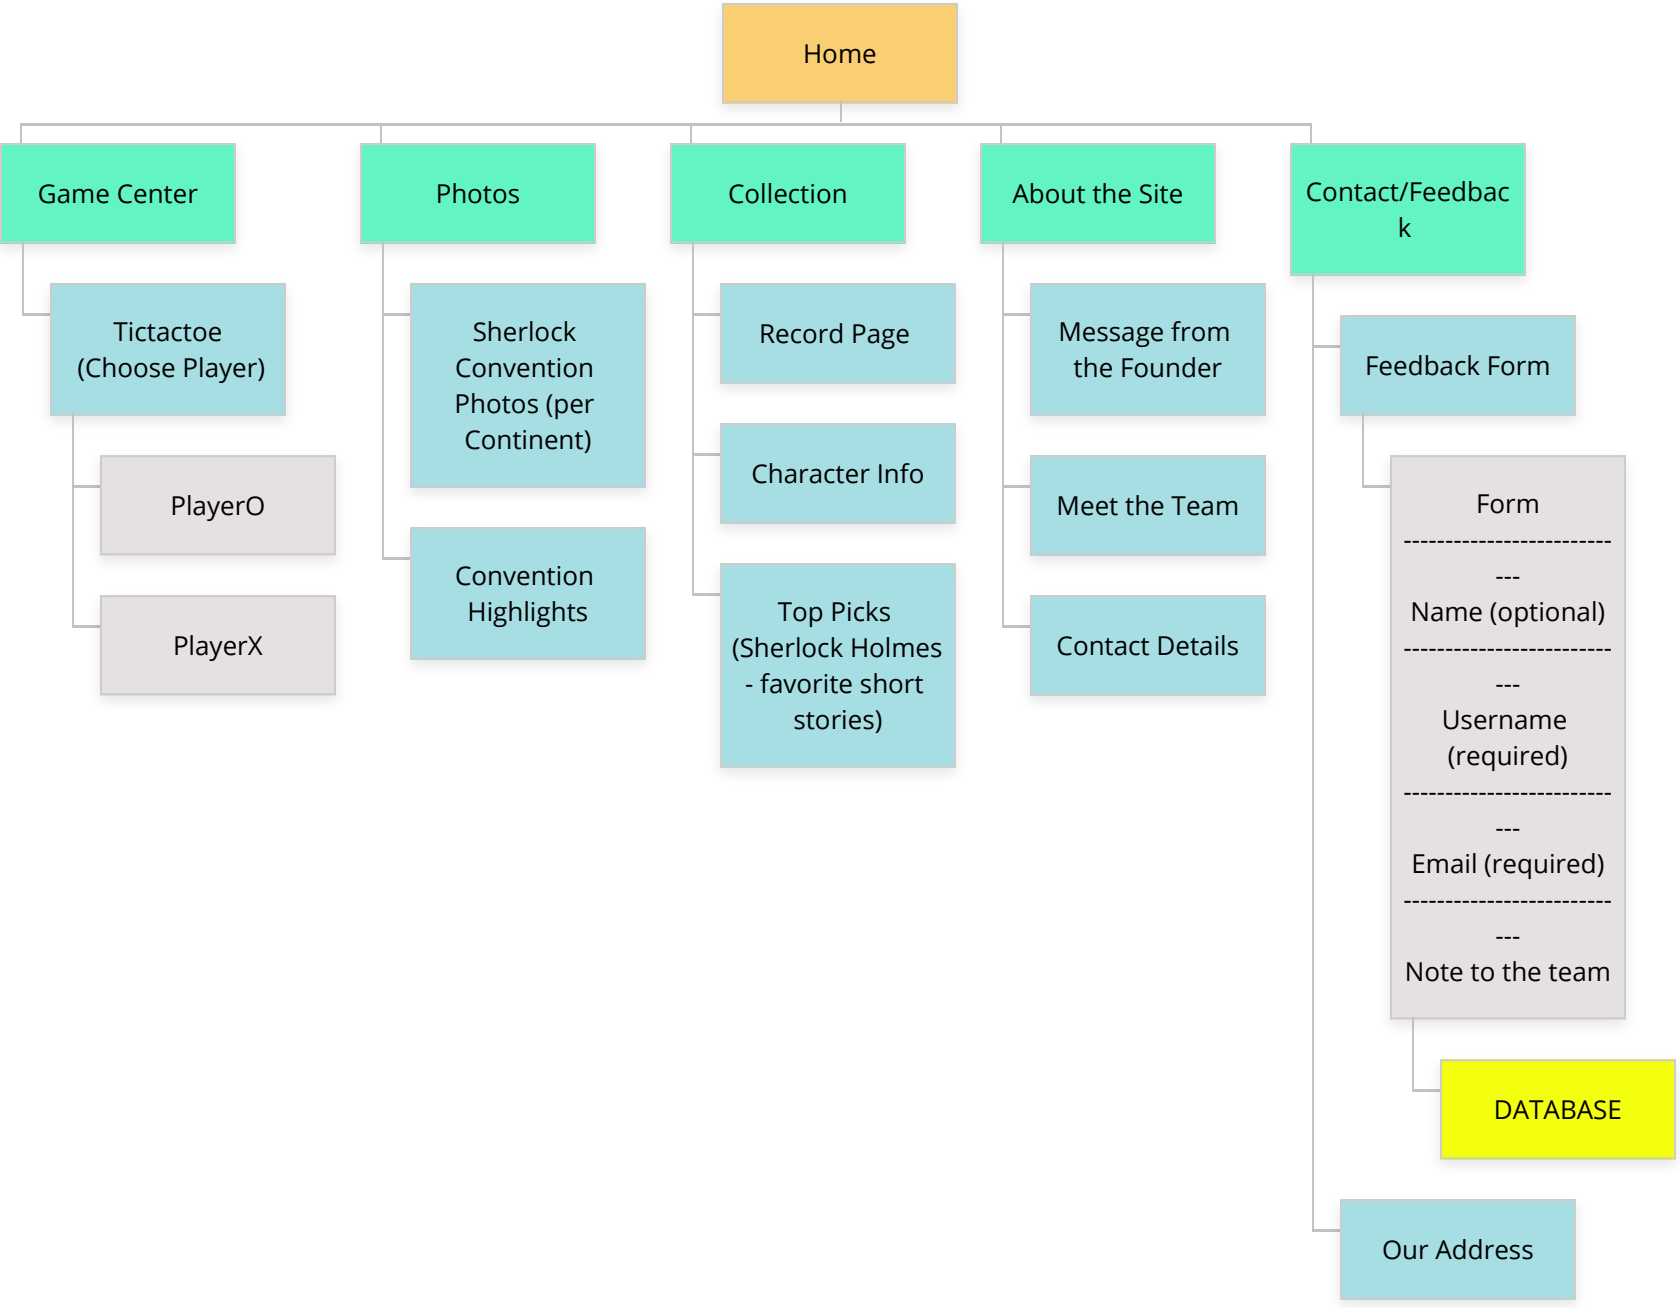 Home
Game Center
Photos
Collection
About the Site
Contact/Feedbac
k
Tictactoe
(Choose Player)
PlayerO
PlayerX
Sherlock
Convention
Photos (per
Continent)
Convention
Highlights
Record Page
Character Info
Top Picks
(Sherlock Holmes
- favorite short
stories)
Message from
the Founder
Meet the Team
Contact Details
Feedback Form
Form
-------------------------
---
Name (optional)
-------------------------
---
Username
(required)
-------------------------
---
Email (required)
-------------------------
---
Note to the team
DATABASE
Our Address